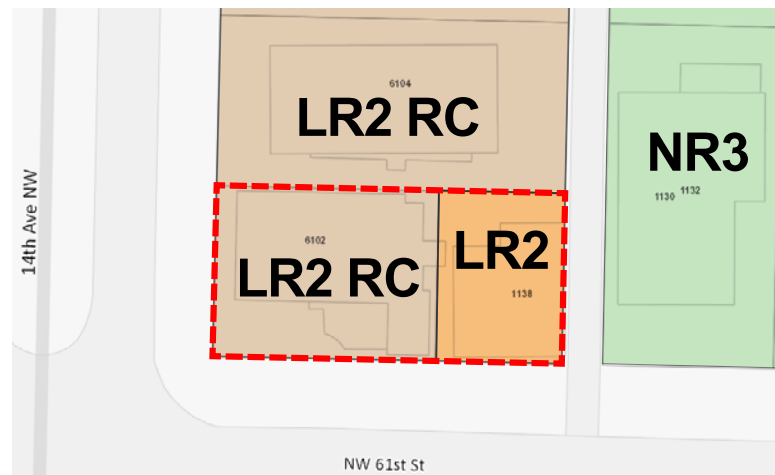 6104
LR2 RC
NR3
1130 1132
14th Ave NW
6102
LR2 RC
LR2
1138
NW 61st St